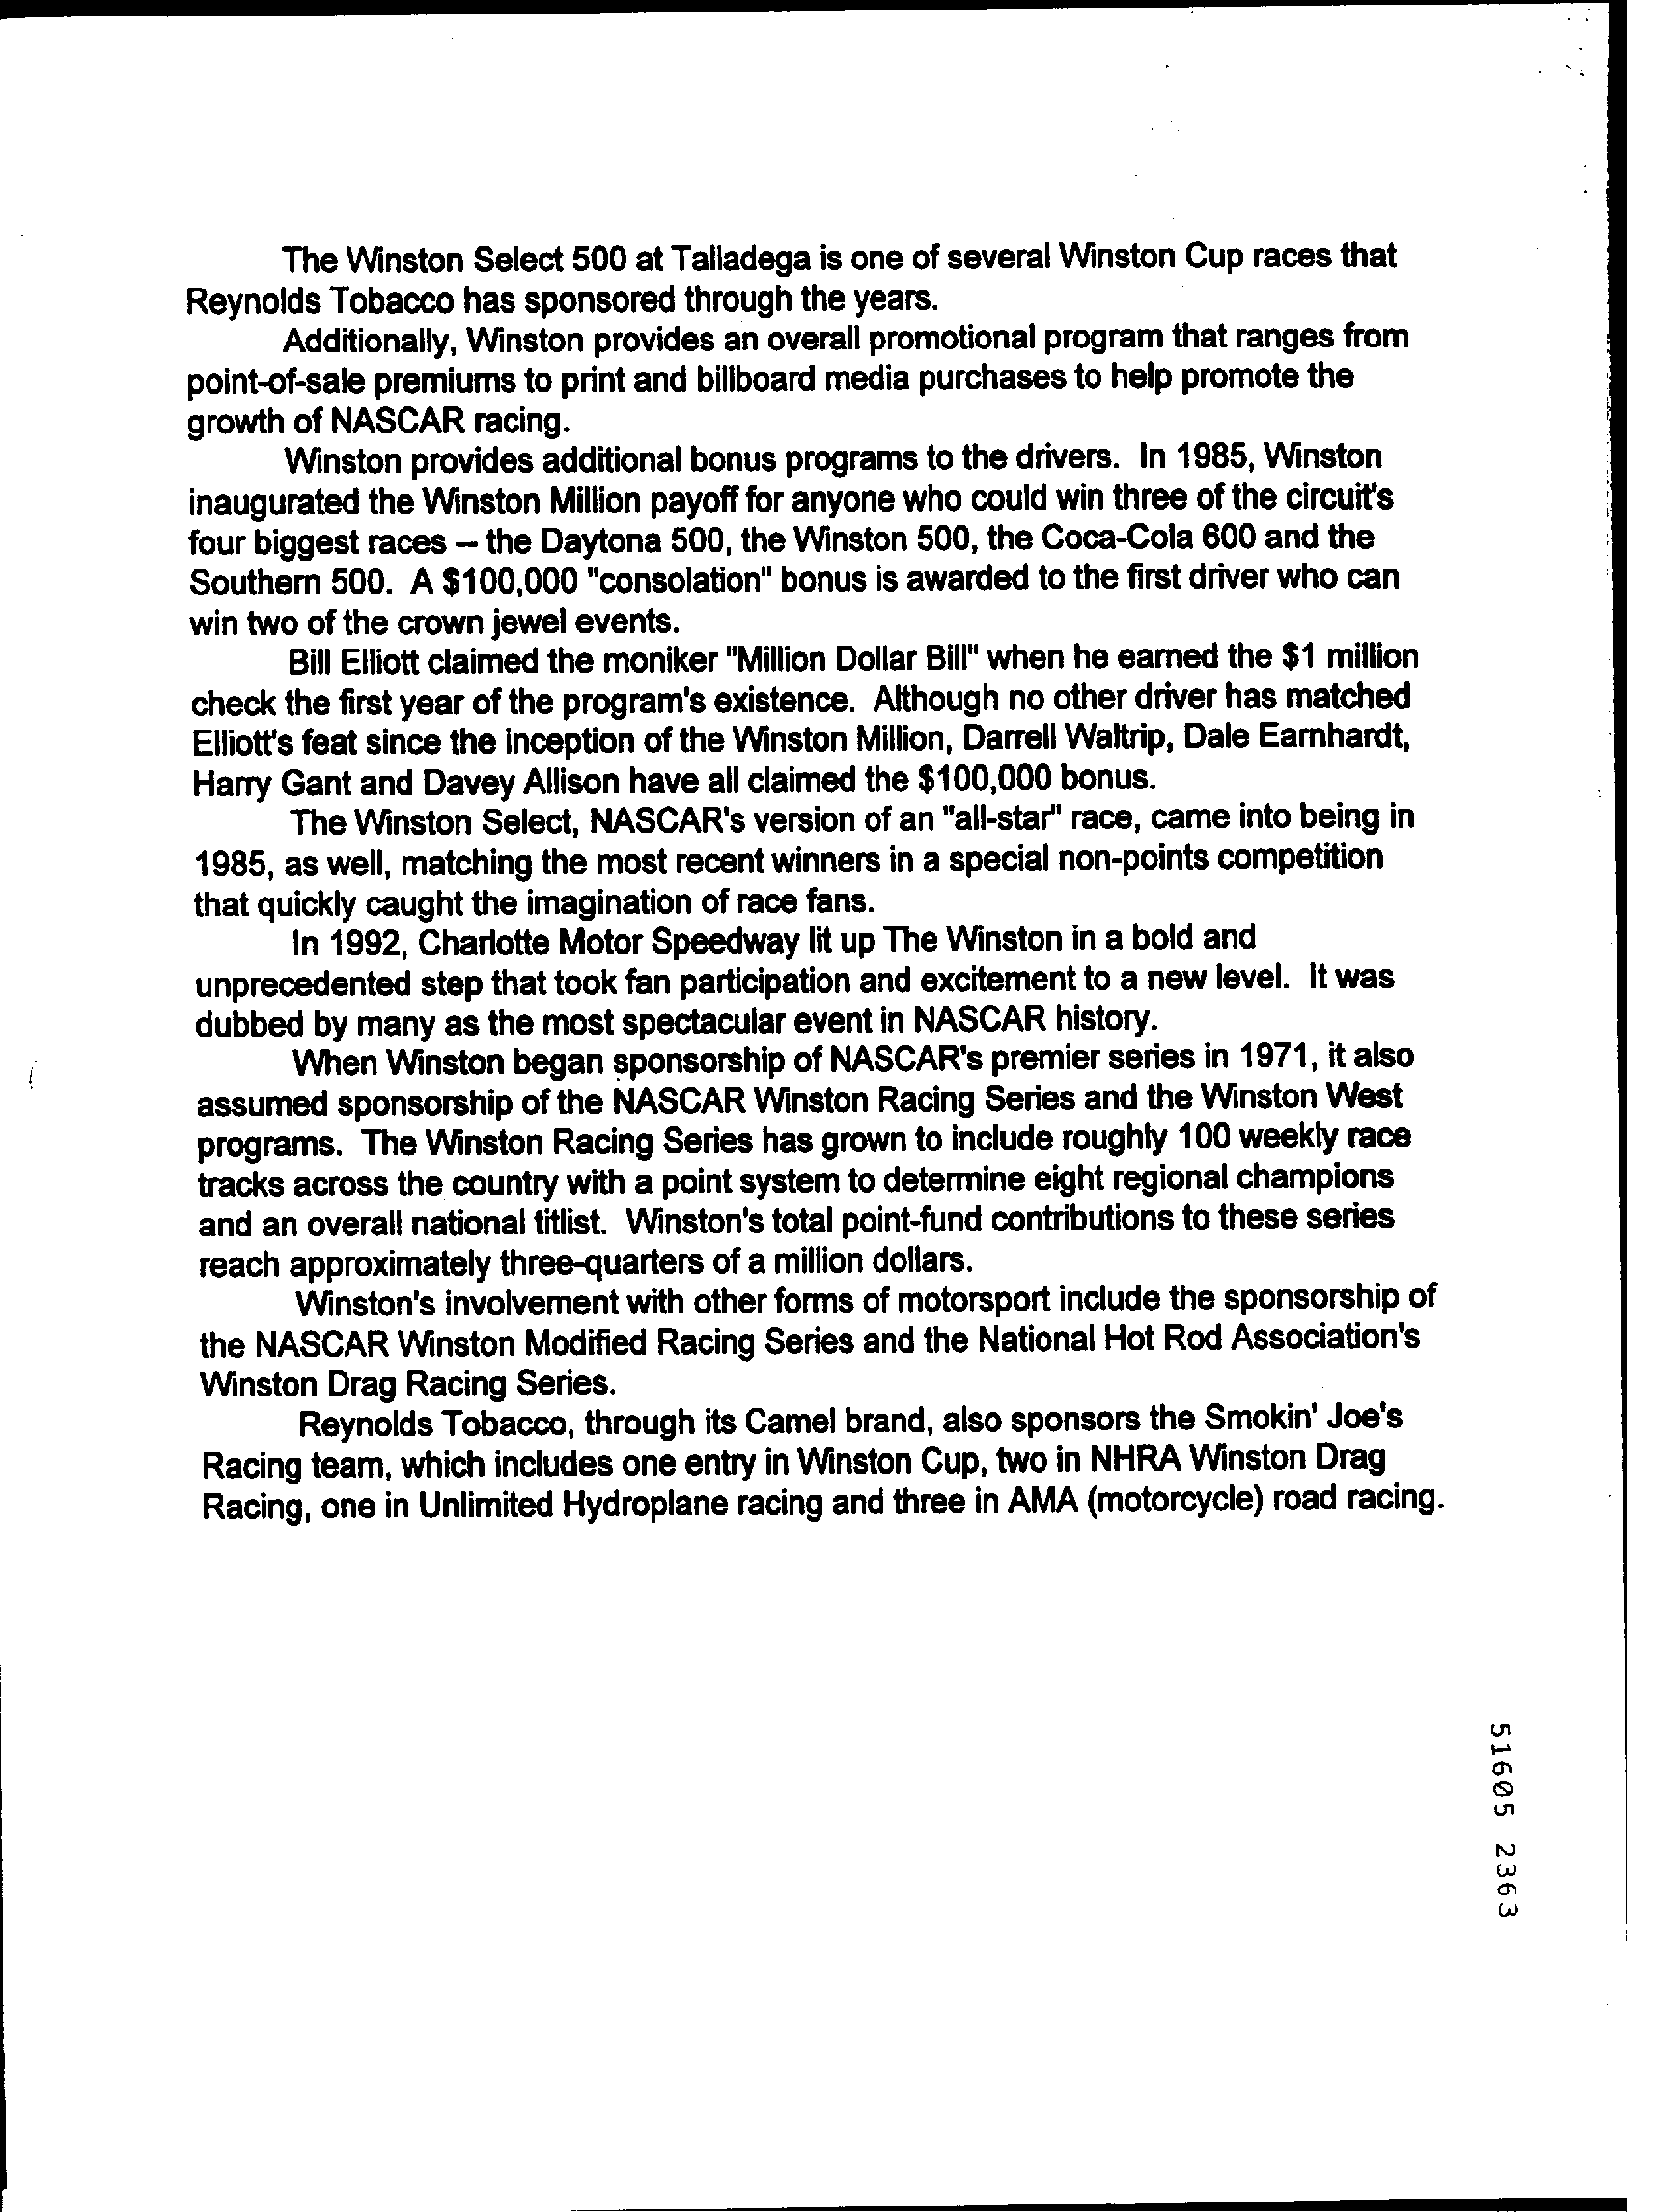 The Winston Select 500 at Talladega is one of several Winston Cup races that
Reynolds Tobacco has sponsored through the years.
Additionally, Winston provides an overall promotional program that ranges from
point-of-sale premiums to print and billboard media purchases to help promote the
growth of NASCAR racing.
Winston provides additional bonus programs to the drivers. In 1985, Winston
inaugurated the Winston Million payoff for anyone who could win three of the circuit's
four biggest races – the Daytona 500, the Winston 500, the Coca-Cola 600 and the
Southern 500. A $100,000 "consolation" bonus is awarded to the first driver who can
win two of the crown jewel events.
Bill Elliott claimed the moniker "Million Dollar Bill" when he earned the $1 million
check the first year of the program's existence. Although no other driver has matched
Elliott's feat since the inception of the Winston Million, Darrell Waltrip, Dale Earnhardt,
Harry Gant and Davey Allison have all claimed the $100,000 bonus.
The Winston Select, NASCAR's version of an "all-star" race, came into being in
1985, as well, matching the most recent winners in a special non-points competition
that quickly caught the imagination of race fans.
In 1992, Charlotte Motor Speedway lit up The Winston in a bold and
unprecedented step that took fan participation and excitement to a new level. It was
dubbed by many as the most spectacular event in NASCAR history.
When Winston began sponsorship of NASCAR's premier series in 1971, it also
assumed sponsorship of the NASCAR Winston Racing Series and the Winston West
programs. The Winston Racing Series has grown to include roughly 100 weekly race
tracks across the country with a point system to determine eight regional champions
and an overall national titlist. Winston's total point-fund contributions to these series
reach approximately three-quarters of a million dollars.
Winston's involvement with other forms of motorsport include the sponsorship of
the NASCAR Winston Modified Racing Series and the National Hot Rod Association's
Winston Drag Racing Series.
Reynolds Tobacco, through its Camel brand, also sponsors the Smokin' Joe's
Racing team, which includes one entry in Winston Cup, two in NHRA Winston Drag
Racing, one in Unlimited Hydroplane racing and three in AMA (motorcycle) road racing.
51605 2363